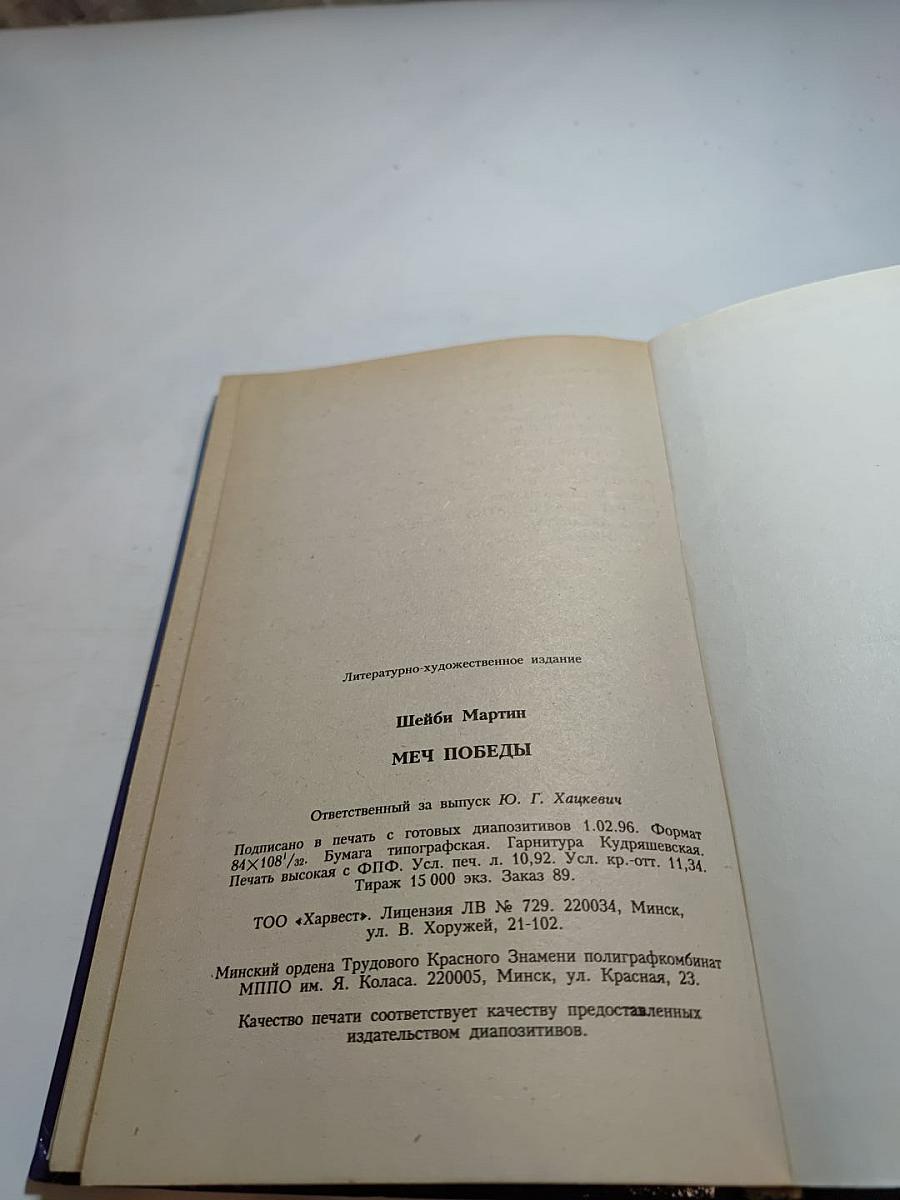 Литературно-художественное издание
Шейби Мартин
МЕЧ ПОБЕДЫ
Ответственный за выпуск Ю. Г. Хацкевич
Подписано в печать с готовых диапозитивов 1.02.96. Формат
84×108¹/₃₂. Бумага типографская. Гарнитура Кудряшевская.
Печать высокая с ФПФ. Усл. печ. л. 10,92. Усл. кр.-отт. 11,34.
Тираж 15 000 экз. Заказ 89.
ТОО «Харвест». Лицензия ЛВ № 729. 220034, Минск,
ул. В. Хоружей, 21-102.
Минский ордена Трудового Красного Знамени полиграфкомбинат
МППО им. Я. Коласа. 220005, Минск, ул. Красная, 23.
Качество печати соответствует качеству предоставленных
издательством диапозитивов.